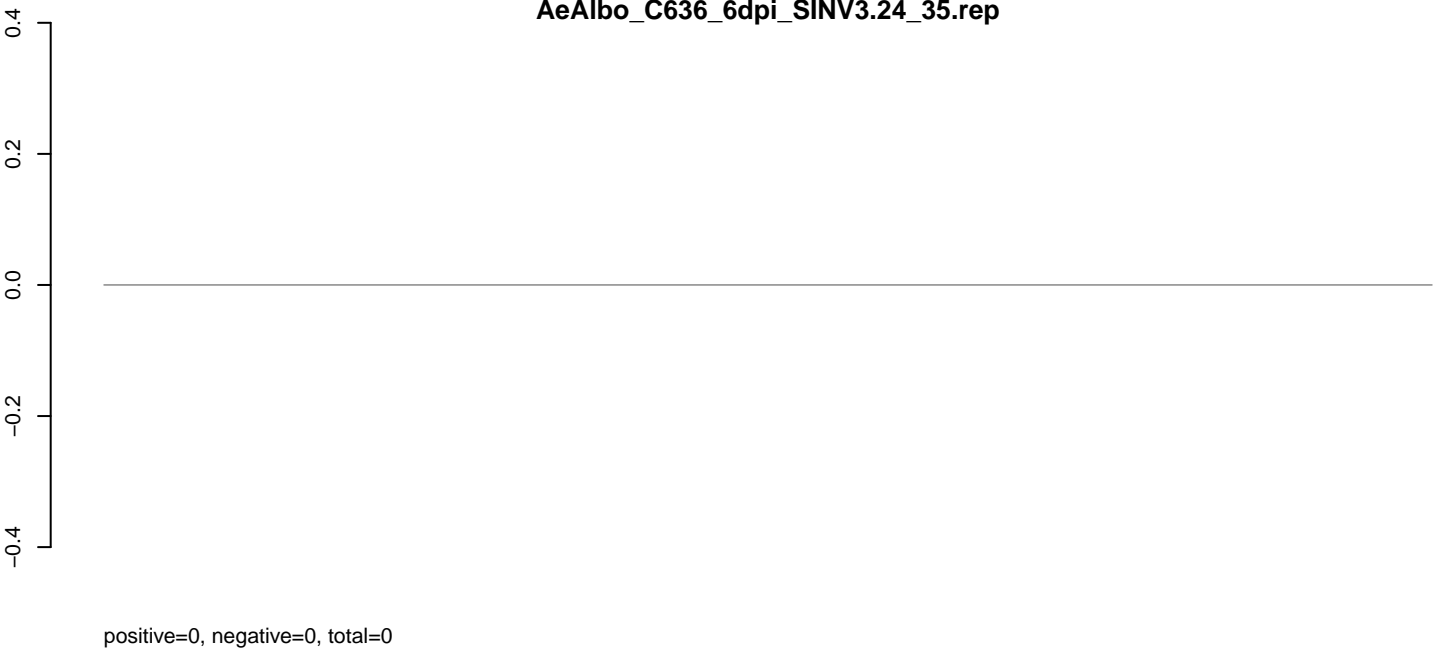 AeAlbo_C636_6dpi_SINV3.24_35.rep
0.4
0.2
0.0
−0.2
−0.4
positive=0, negative=0, total=0